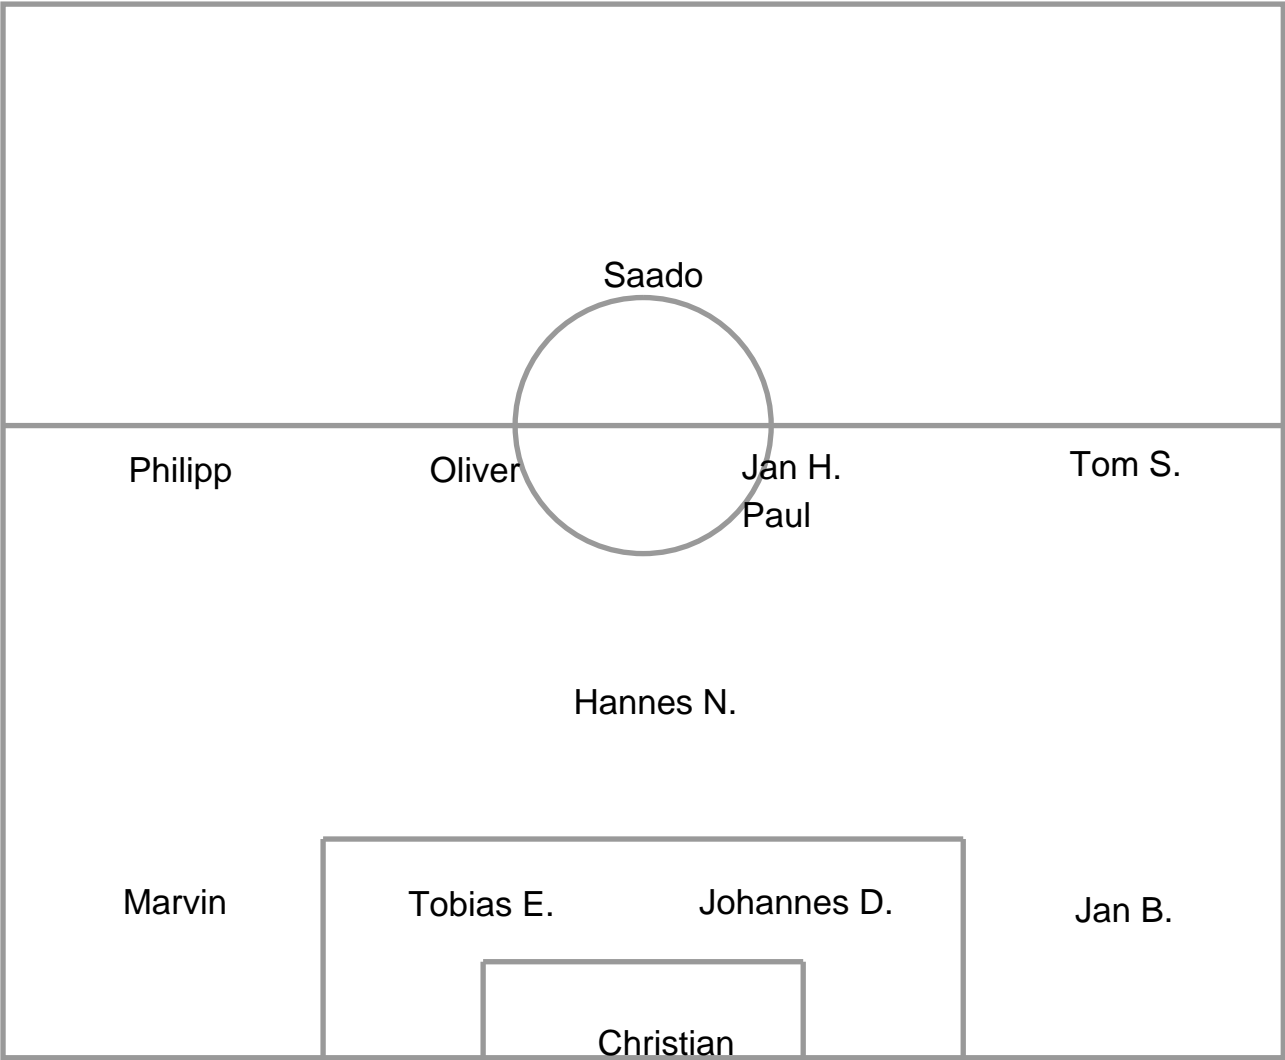 Saado
Philipp
Oliver
Jan H.
Tom S.
Paul
Hannes N.
Marvin
Tobias E.
Johannes D.
Jan B.
Christian